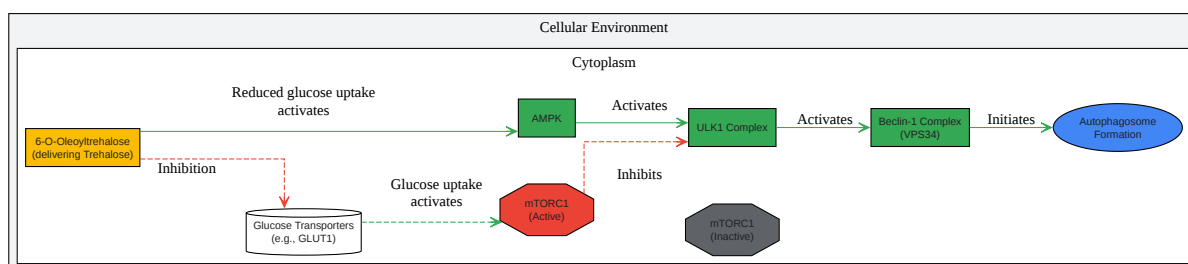 Cellular Environment
Cytoplasm
Reduced glucose uptake
activates
AMPK
Activates
ULK1 Complex
Activates
Beclin-1 Complex
(VPS34)
Initiates
Autophagosome
Formation
6-O-Oleoyltrehalose
(delivering Trehalose)
Inhibition
Glucose Transporters
(e.g., GLUT1)
Glucose uptake
activates
mTORC1
(Active)
Inhibits
mTORC1
(Inactive)